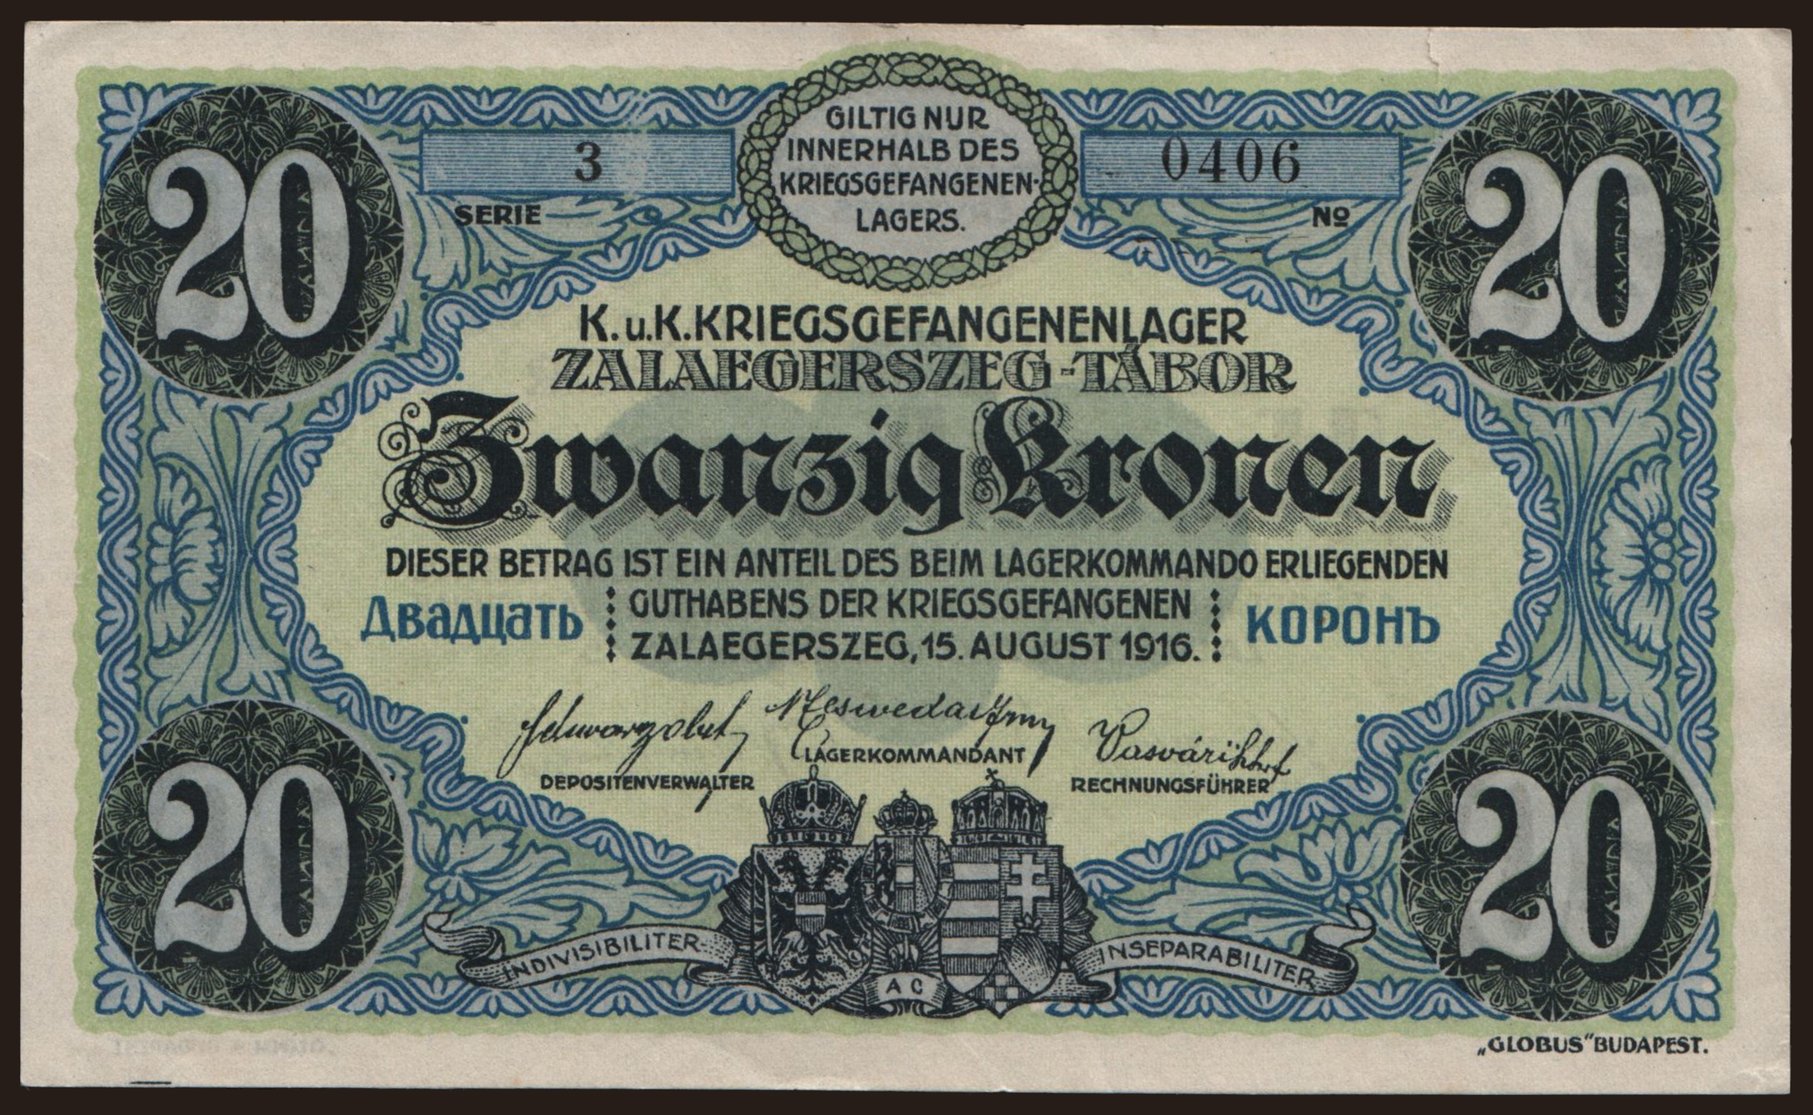 GILTIG NUR
INNERHALB DES
KRIEGSGEFANGENEN-
LAGERS.
20
3
SERIE
0406
No
20
K.u.K.KRIEGSGEFANGENENLAGER
ZALAEGERSZEG-TÁBOR
Zwanzig Kronen
DIESER BETRAG IST EIN ANTEIL DES BEIM LAGERKOMMANDO ERLIEGENDEN
Двадцать
GUTHABENS DER KRIEGSGEFANGENEN
КОРОНЪ
ZALAEGERSZEG, 15. AUGUST 1916.
LAGERKOMMANDANT
DEPOSITENVERWALTER
RECHNUNGSFÜHRER
20
20
INDIVISIBILITER-
AC
INSEPARABILITER
„GLOBUS“ BUDAPEST.